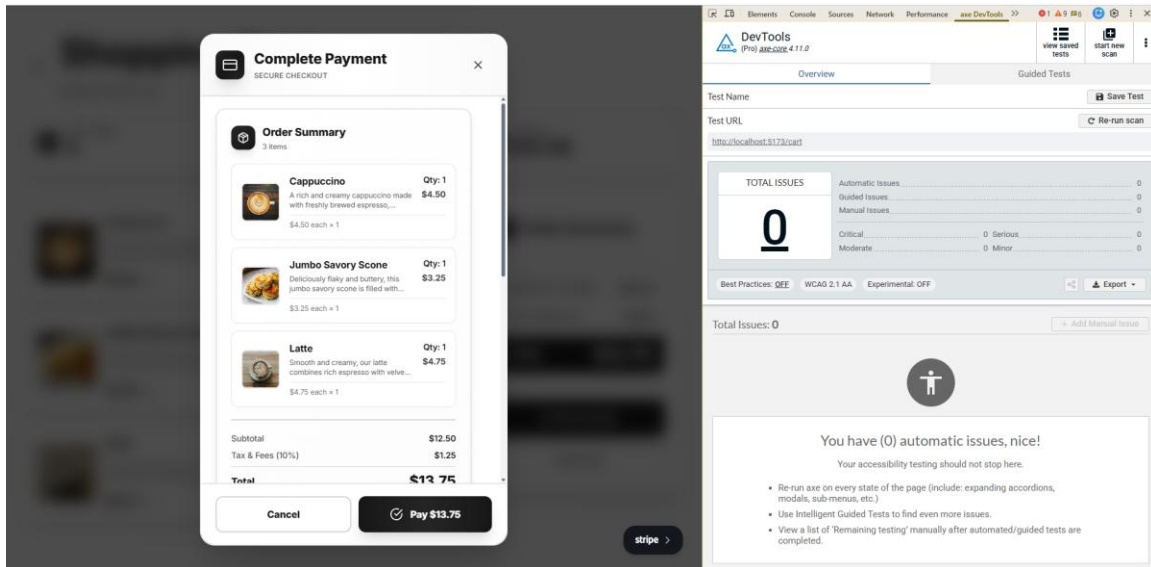 Complete Payment
SECURE CHECKOUT
Order Summary
3 items
Cappuccino
Qty: 1
A rich and creamy cappuccino made
$4.50
with freshly brewed espresso,...
$4.50 each × 1
Jumbo Savory Scone
Qty: 1
Deliciously flaky and buttery, this
$3.25
jumbo savory scone is filled with...
$3.25 each × 1
Latte
Qty: 1
Smooth and creamy, our latte
$4.75
combines rich espresso with velve...
$4.75 each × 1
Subtotal $12.50
Tax & Fees (10%) $1.25
Total $13.75
Cancel
Pay $13.75
stripe >
Elements Console Sources Network Performance axe DevTools >> 1 9 6
DevTools
(Pro) axe-core 4.11.0
view saved tests
start new scan
Overview
Guided Tests
Test Name
Save Test
Test URL
Re-run scan
http://localhost:5173/cart
TOTAL ISSUES
0
Automatic Issues 0
Guided Issues 0
Manual Issues 0
Critical 0 Serious 0
Moderate 0 Minor 0
Best Practices: OFF WCAG 2.1 AA Experimental: OFF
Export
Total Issues: 0
+ Add Manual Issue
You have (0) automatic issues, nice!
Your accessibility testing should not stop here.
• Re-run axe on every state of the page (include: expanding accordions,
modals, sub-menus, etc.)
• Use Intelligent Guided Tests to find even more issues.
• View a list of 'Remaining testing' manually after automated/guided tests are
completed.